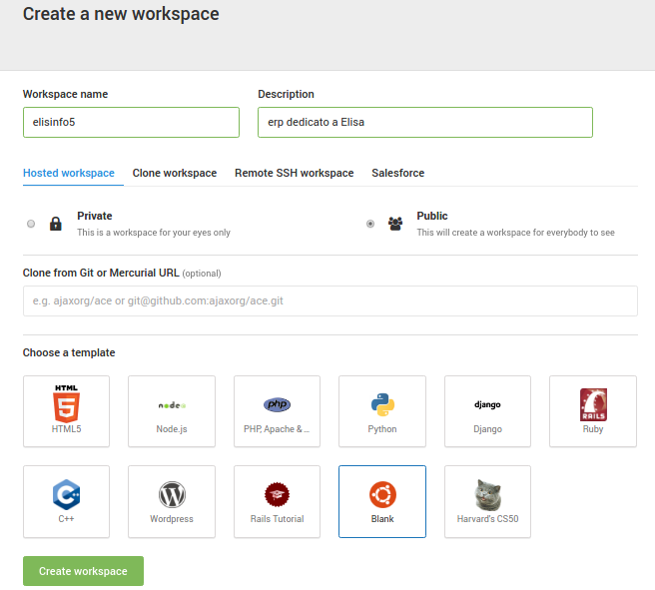 Create a new workspace
Workspace name
Description
elisinfo5
erp dedicato a Elisa
Hosted workspace
Clone workspace
Remote SSH workspace
Salesforce
Private
This is a workspace for your eyes only
Public
This will create a workspace for everybody to see
Clone from Git or Mercurial URL (optional)
e.g. ajaxorg/ace or git@github.com:ajaxorg/ace.git
Choose a template
HTML
5
HTML5
node
Node.js
php
PHP, Apache & ...
Python
django
Django
RAILS
Ruby
C++
C++
W
Wordpress
Rails Tutorial
Blank
Harvard's CS50
Create workspace